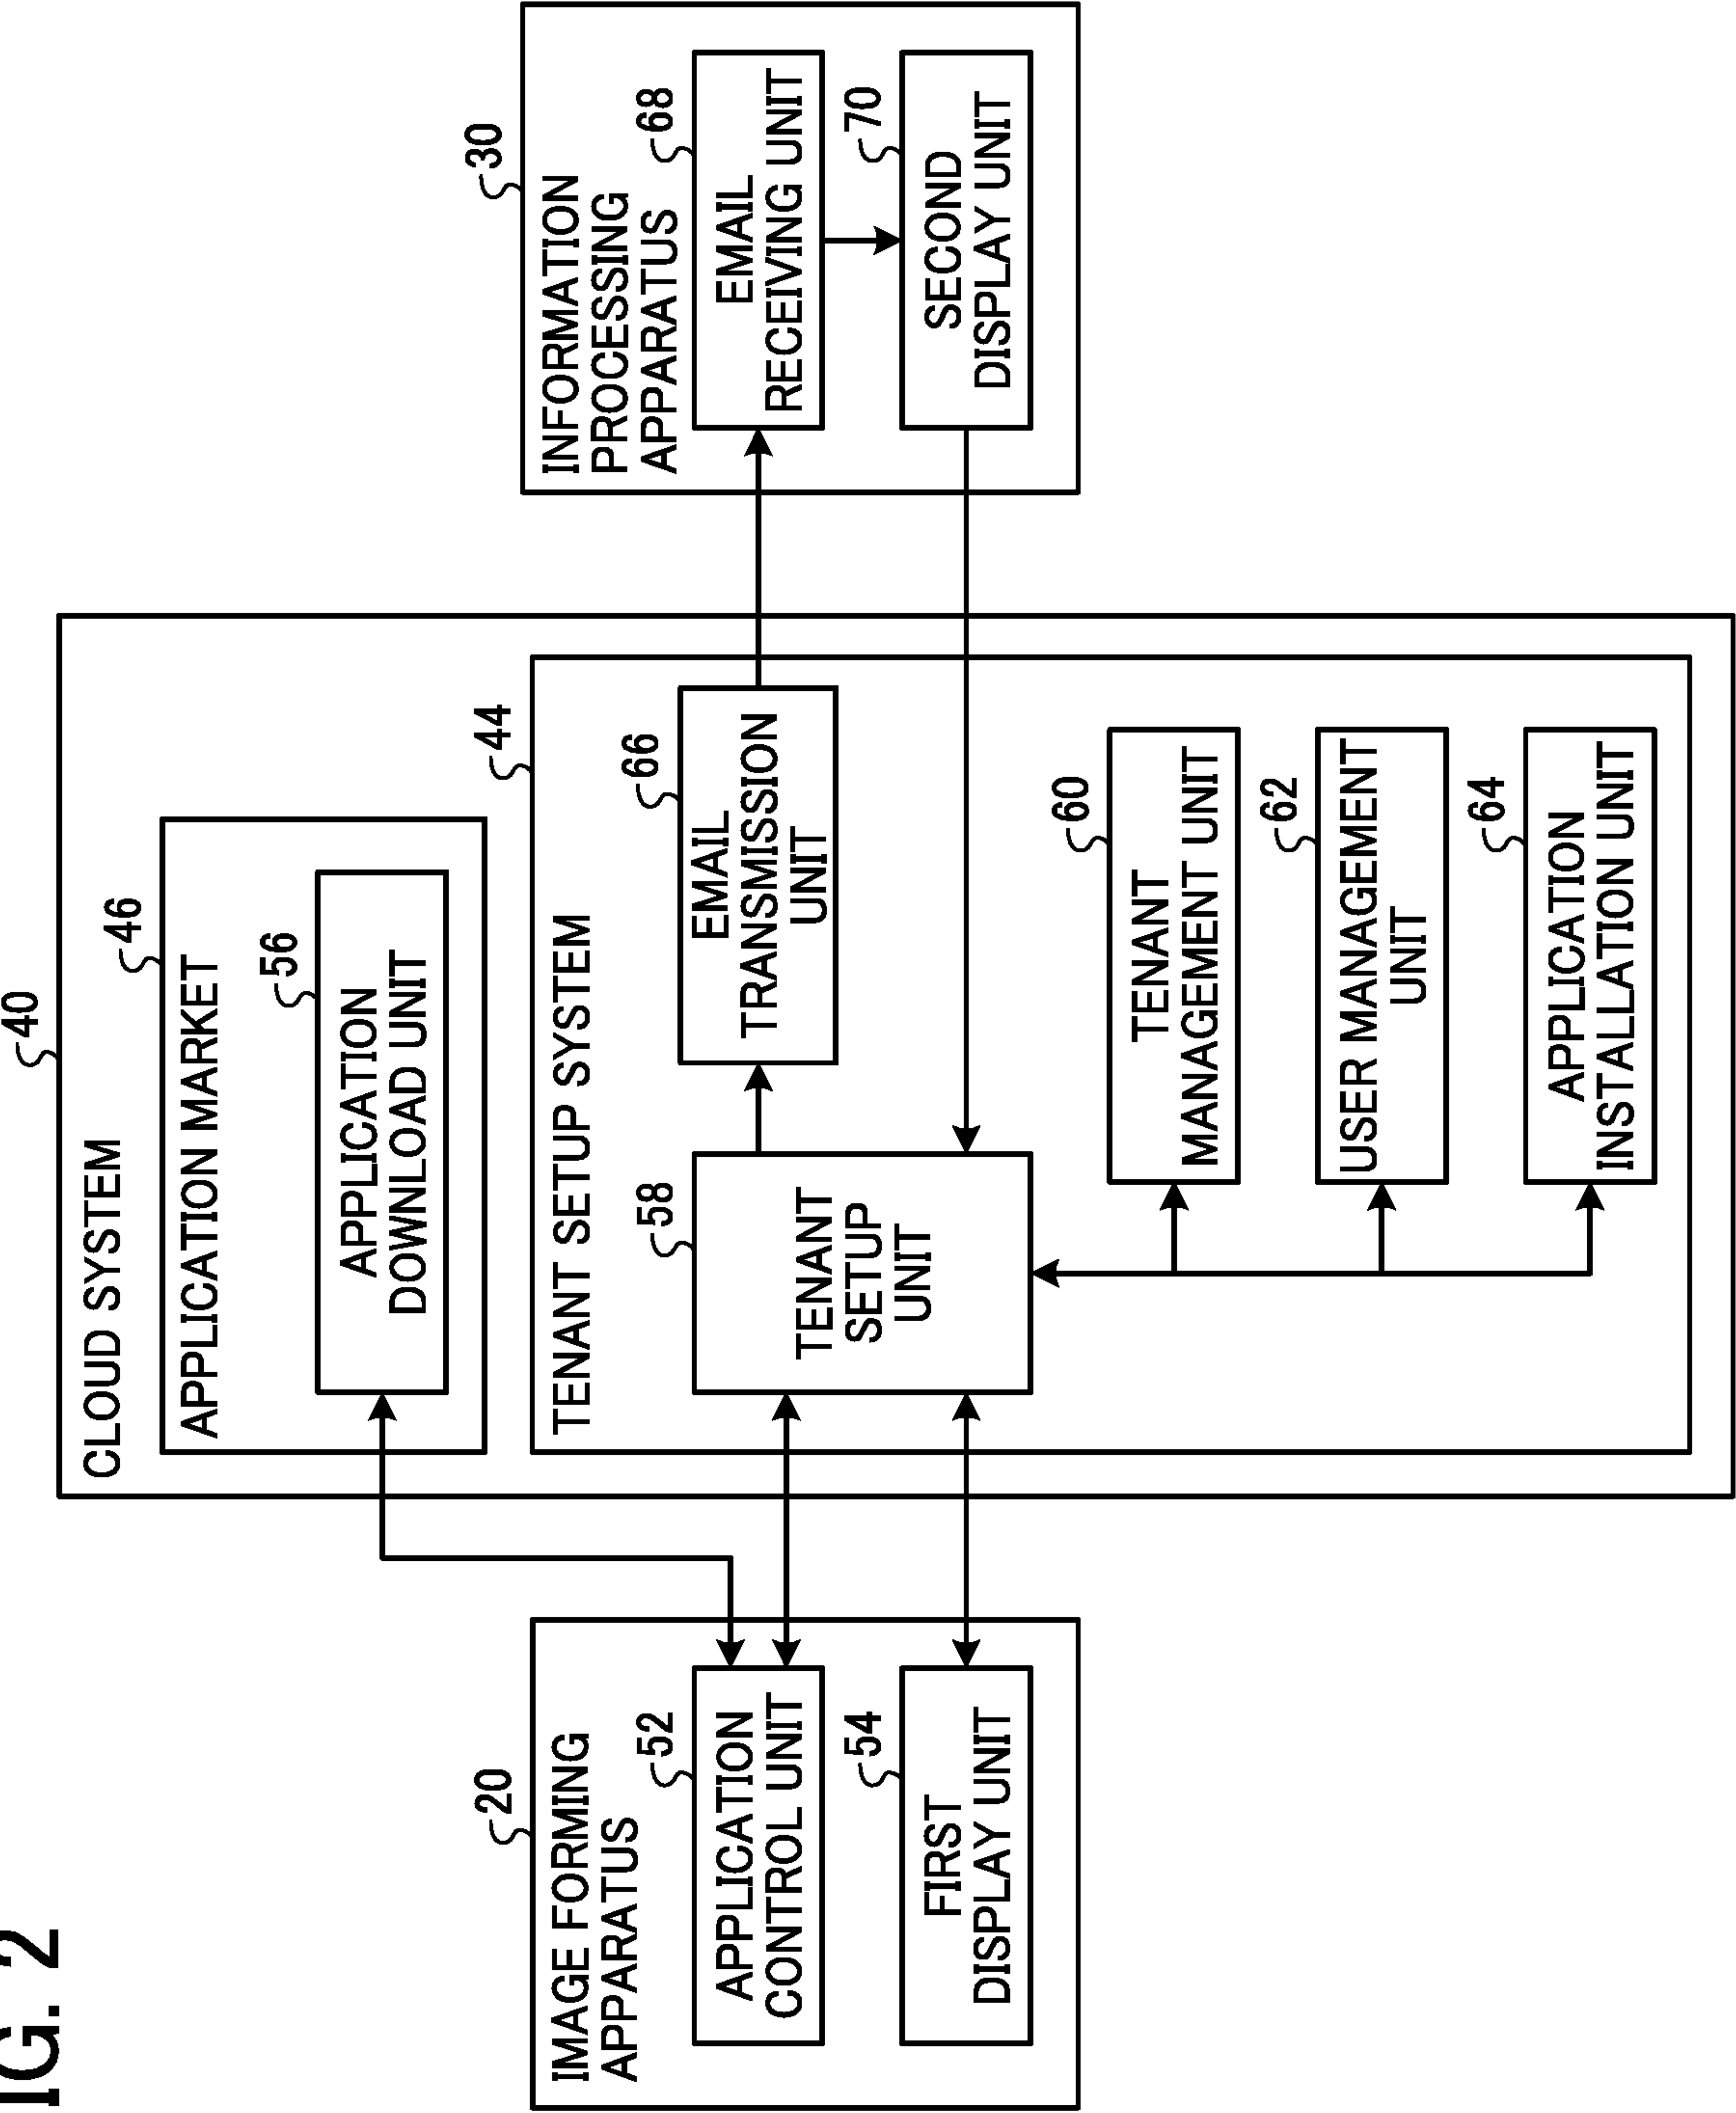 IG. 2
40
CLOUD SYSTEM
46
APPLICATION MARKET
56
APPLICATION
DOWNLOAD UNIT
20
IMAGE FORMING
APPARATUS
52
APPLICATION
CONTROL UNIT
54
FIRST
DISPLAY UNIT
44
TENANT SETUP SYSTEM
58
TENANT
SETUP
UNIT
66
EMAIL
TRANSMISSION
UNIT
60
TENANT
MANAGEMENT UNIT
62
USER MANAGEMENT
UNIT
64
APPLICATION
INSTALLATION UNIT
30
INFORMATION
PROCESSING
APPARATUS
68
EMAIL
RECEIVING UNIT
70
SECOND
DISPLAY UNIT